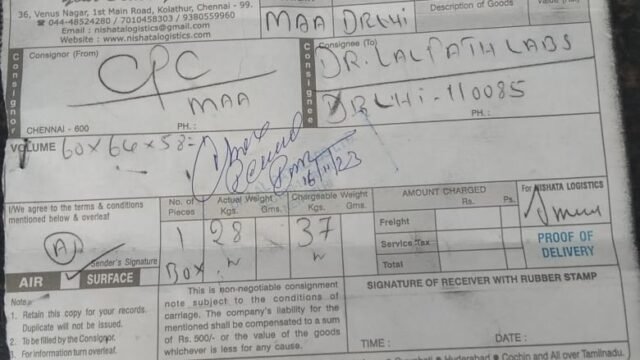 36, Venus Nagar, 1st Main Road, Kolathur, Chennai - 99.
☎ 044-48524280 / 7010458303 / 9380559960
Email : nishatalogistics@gmail.com
Website : www.nishatalogistics.com
MAA DRLHi
Description of Goods
Consignor
Consignor (From)
CPC
MAA
CHENNAI - 600 PH. :
Consignee
Consignee (To)
DR. LALPATH LABS
DRLHi - 110085
PH :
VOLUME 60 x 64 x 58 =
16/11/23
I/We agree to the terms & conditions
mentioned below & overleaf
Sender's Signature
AIR SURFACE
No. of Pieces
Actual Weight Kgs. Gms.
Chargeable Weight Kgs. Gms.
1 28 37
Box
AMOUNT CHARGED
Rs. Ps.
Freight
Service Tax
Total
For NISHATA LOGISTICS
PROOF OF
DELIVERY
Note :
1. Retain this copy for your records.
Duplicate will not be issued.
2. To be filled by the Consignor.
3. For information turn overleaf.
This is non-negotiable consignment
note subject to the conditions of
carriage. The company's liability for the
mentioned shall be compensated to a sum
of Rs. 500/- or the value of the goods
whichever is less for any cause.
SIGNATURE OF RECEIVER WITH RUBBER STAMP
TIME : DATE :
Hyderabad ● Cochin and All over Tamilnadu.